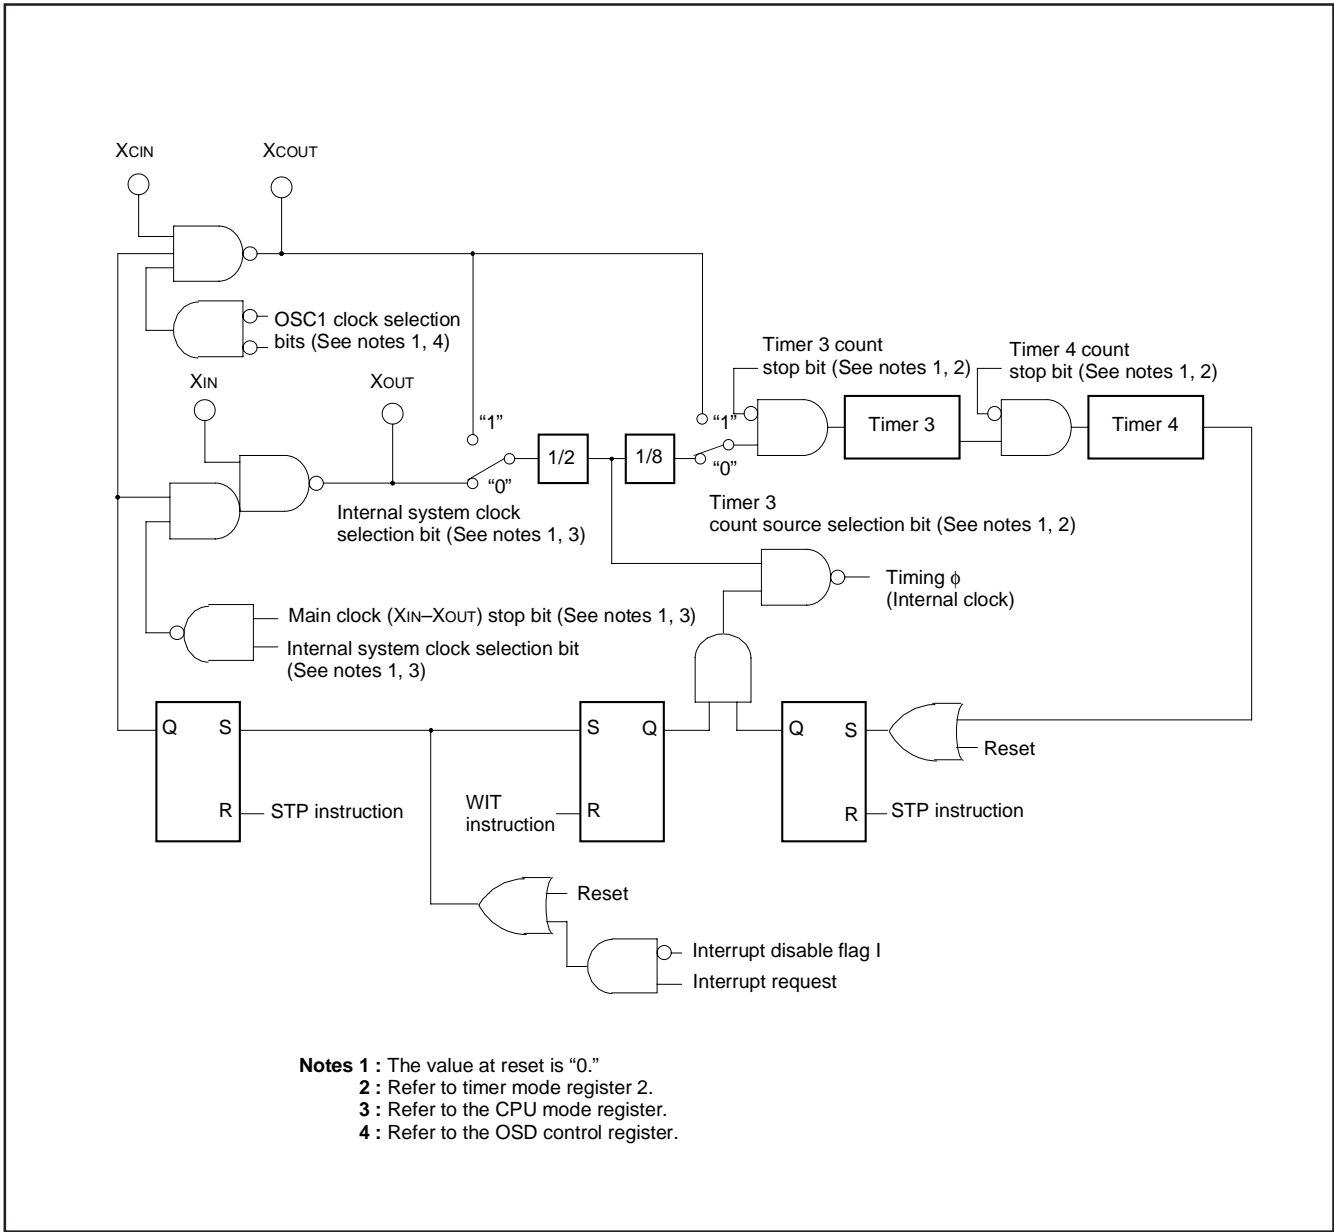 XCIN
XCOUT
OSC1 clock selection
bits (See notes 1, 4)
XIN
XOUT
“1”
“0”
Internal system clock
selection bit (See notes 1, 3)
1/2
1/8
“1”
“0”
Timer 3 count
stop bit (See notes 1, 2)
Timer 4 count
stop bit (See notes 1, 2)
Timer 3
Timer 4
Timer 3
count source selection bit (See notes 1, 2)
Timing ϕ
(Internal clock)
Main clock (XIN–XOUT) stop bit (See notes 1, 3)
Internal system clock selection bit
(See notes 1, 3)
Q S
R
STP instruction
S Q
R
WIT
instruction
Q S
R
Reset
STP instruction
Reset
Interrupt disable flag I
Interrupt request
Notes 1 : The value at reset is “0.”
2 : Refer to timer mode register 2.
3 : Refer to the CPU mode register.
4 : Refer to the OSD control register.